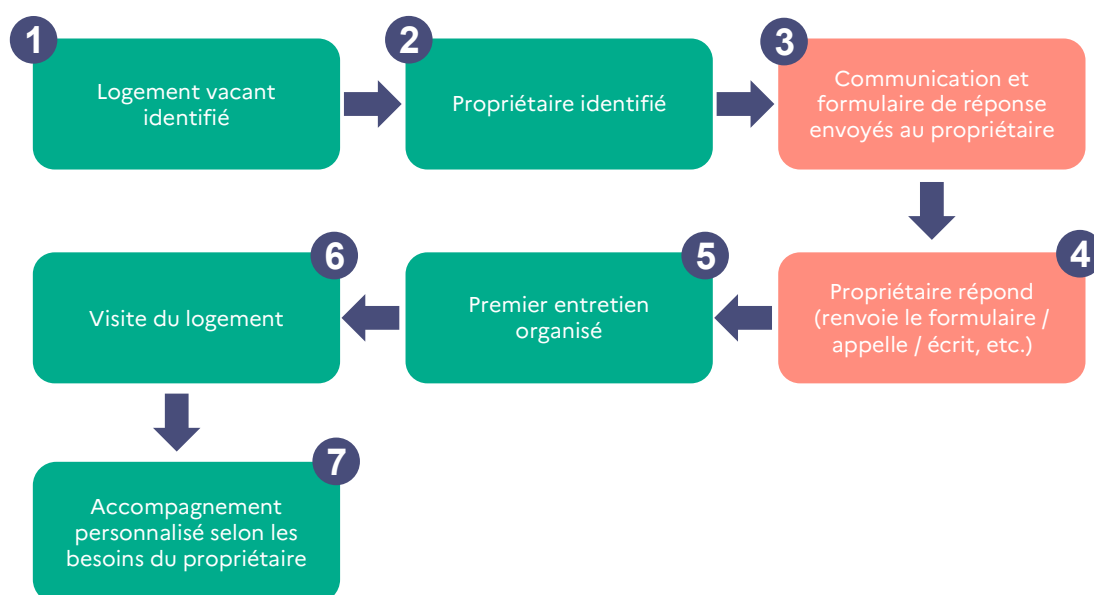 1
Logement vacant
identifié
2
Propriétaire identifié
3
Communication et
formulaire de réponse
envoyés au propriétaire
4
Propriétaire répond
(renvoie le formulaire /
appelle / écrit, etc.)
5
Premier entretien
organisé
6
Visite du logement
7
Accompagnement
personnalisé selon les
besoins du propriétaire